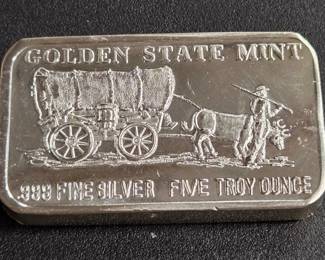 GOLDEN STATE MINT
.999 FINE SILVER FIVE TROY OUNCE